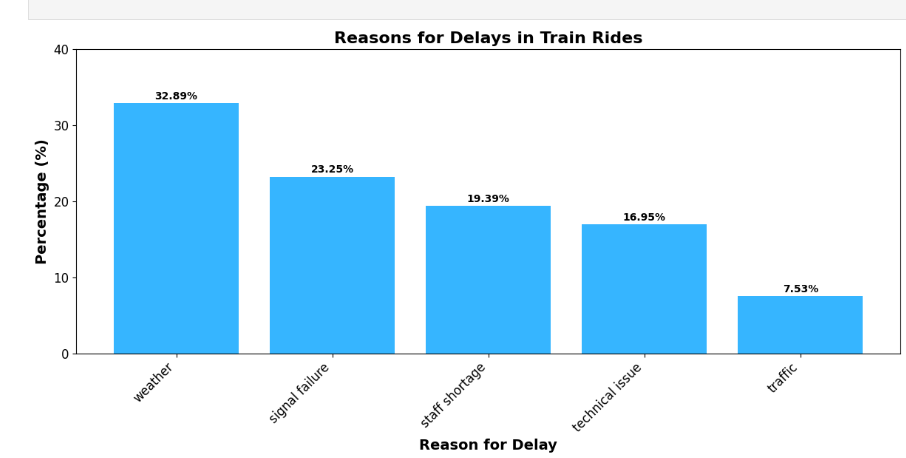 Reasons for Delays in Train Rides
40
30
20
10
0
Percentage (%)
32.89%
23.25%
19.39%
16.95%
7.53%
weather
signal failure
staff shortage
technical issue
traffic
Reason for Delay